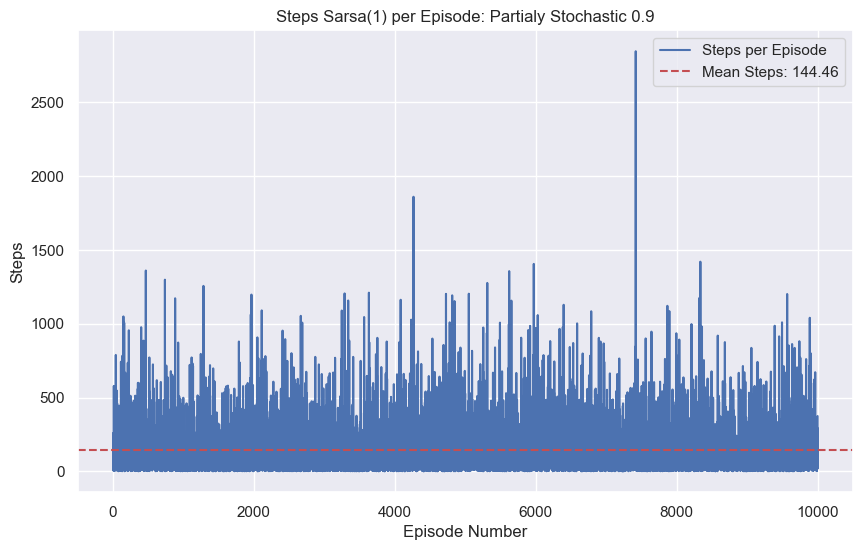 Steps Sarsa(1) per Episode: Partialy Stochastic 0.9
Steps per Episode
Mean Steps: 144.46
2500
2000
1500
1000
500
0
Steps
0 2000 4000 6000 8000 10000
Episode Number